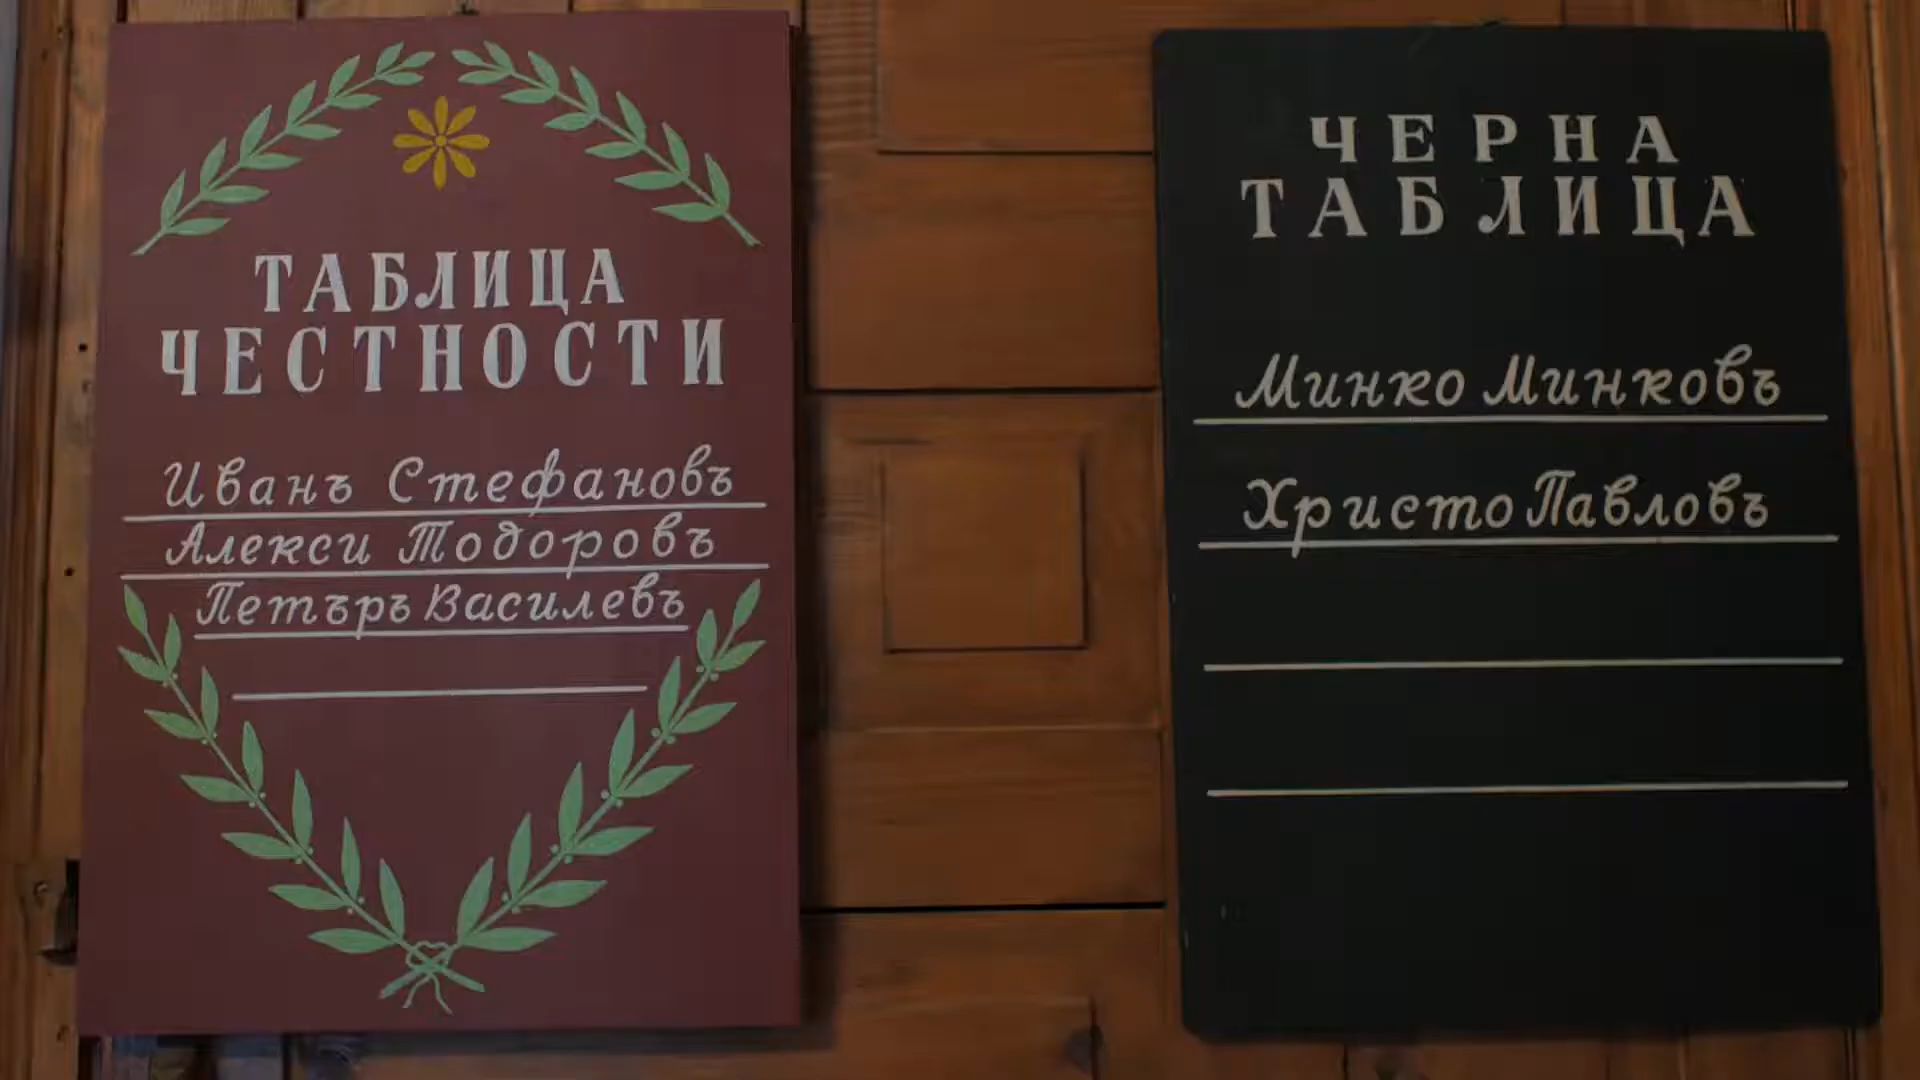 ТАБЛИЦА
ЧЕСТНОСТИ
Иванъ Стефановъ
Алекси Тодоровъ
Петъръ Василевъ
ЧЕРНА
ТАБЛИЦА
Минко Минковъ
Христо Павловъ